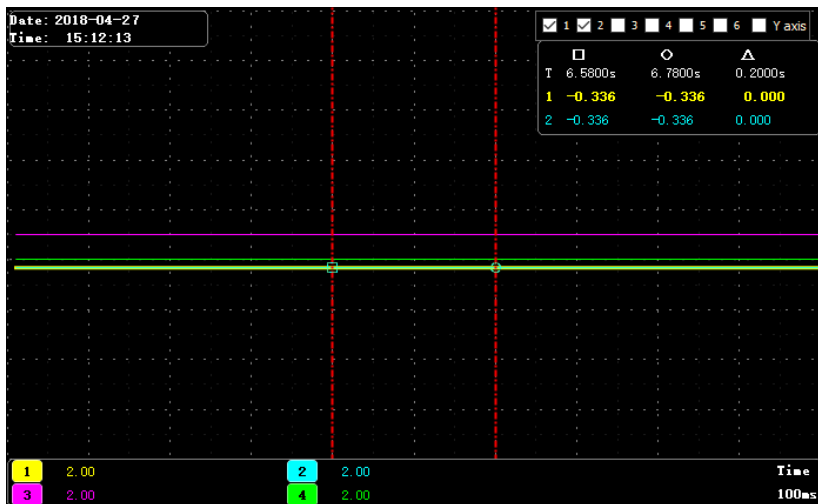 Date: 2018-04-27
Time: 15:12:13
1 2 3 4 5 6 Y axis
T 6.5800s 6.7800s 0.2000s
1 -0.336 -0.336 0.000
2 -0.336 -0.336 0.000
1 2.00 2 2.00 Time
3 2.00 4 2.00 100ms